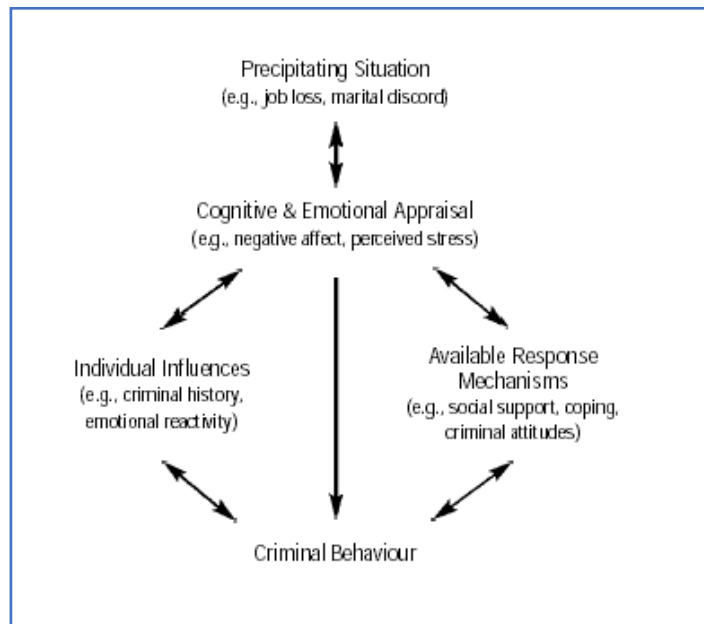 Precipitating Situation
(e.g., job loss, marital discord)
Cognitive & Emotional Appraisal
(e.g., negative affect, perceived stress)
Individual Influences
(e.g., criminal history,
emotional reactivity)
Available Response
Mechanisms
(e.g., social support, coping,
criminal attitudes)
Criminal Behaviour